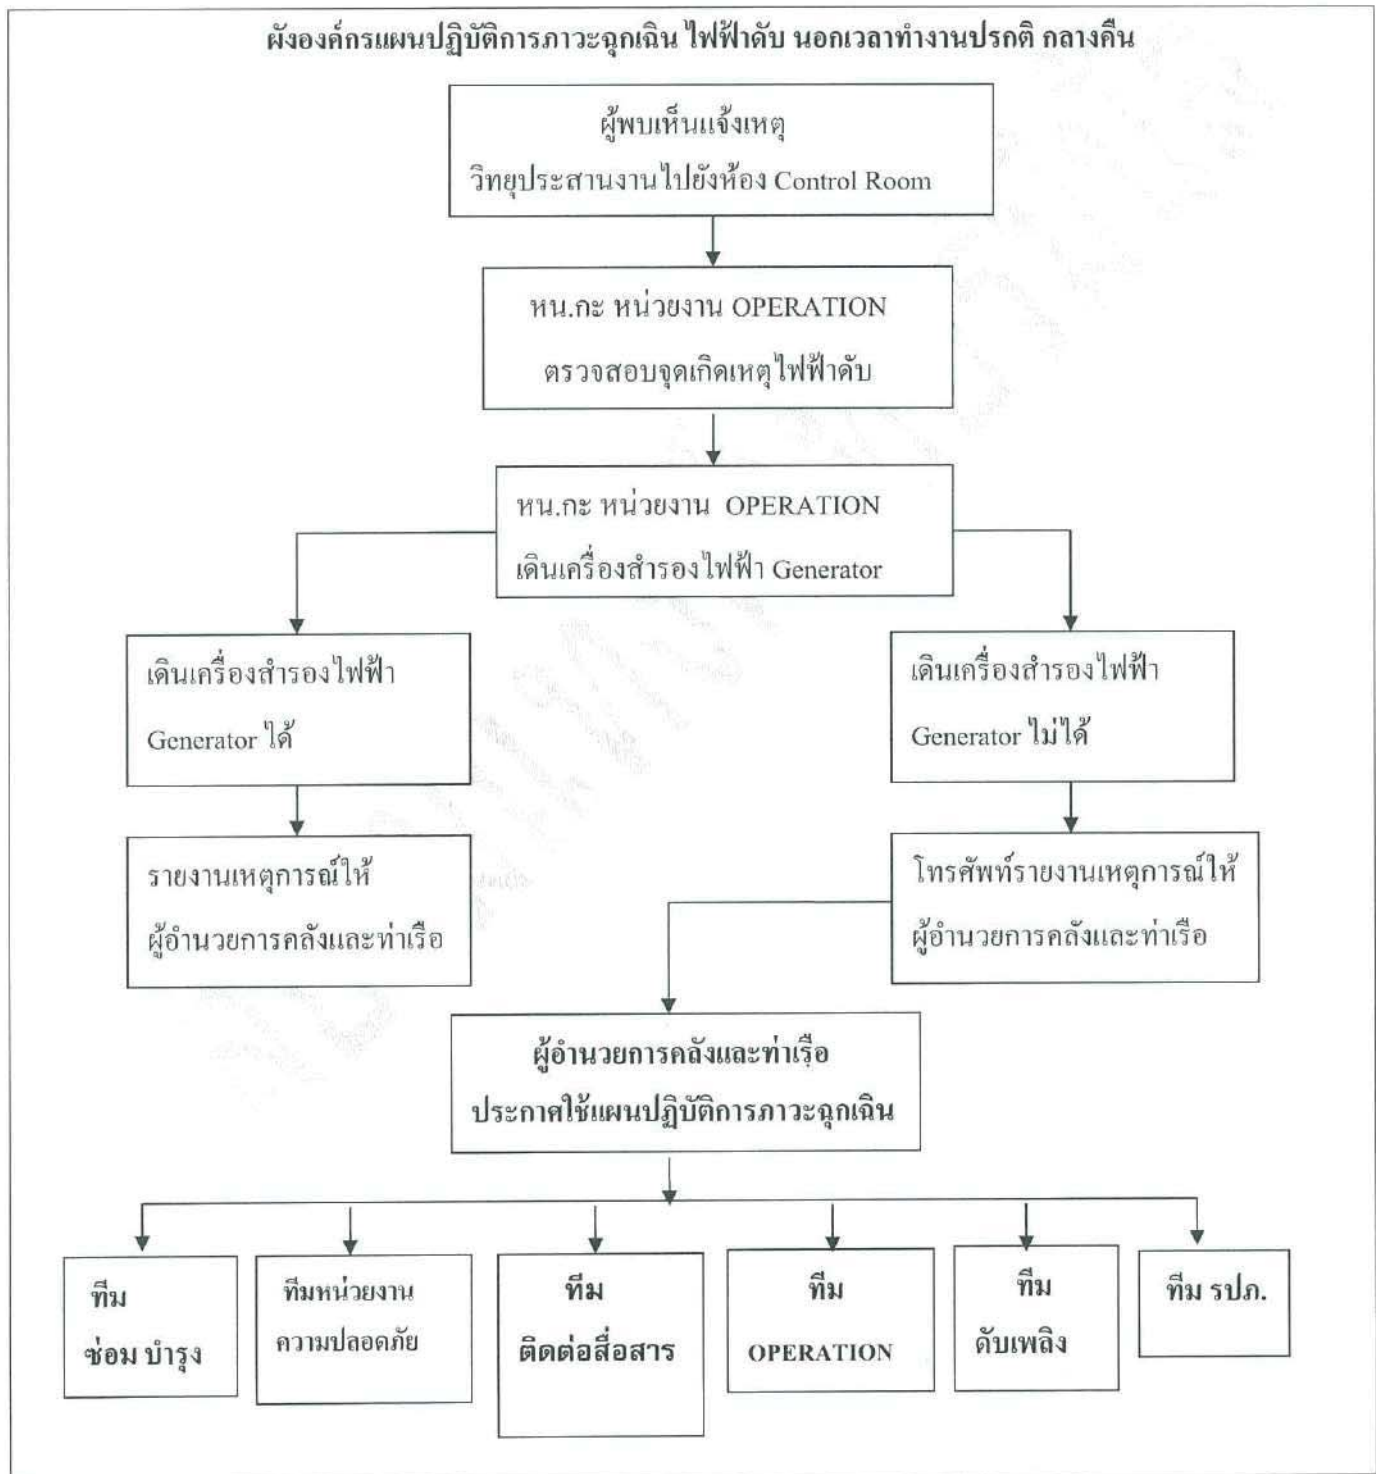 ผังองค์กรแผนปฏิบัติการภาวะฉุกเฉิน ไฟฟ้าดับ นอกเวลาทำงานปรกติ กลางคืน
ผู้พบเห็นแจ้งเหตุ
วิทยุประสานงานไปยังห้อง Control Room
หน.กะ หน่วยงาน OPERATION
ตรวจสอบจุดเกิดเหตุไฟฟ้าดับ
หน.กะ หน่วยงาน OPERATION
เดินเครื่องสำรองไฟฟ้า Generator
เดินเครื่องสำรองไฟฟ้า
Generator ได้
เดินเครื่องสำรองไฟฟ้า
Generator ไม่ได้
รายงานเหตุการณ์ให้
ผู้อำนวยการคลังและท่าเรือ
โทรศัพท์รายงานเหตุการณ์ให้
ผู้อำนวยการคลังและท่าเรือ
ผู้อำนวยการคลังและท่าเรือ
ประกาศใช้แผนปฏิบัติการภาวะฉุกเฉิน
ทีม
ซ่อม บำรุง
ทีมหน่วยงาน
ความปลอดภัย
ทีม
ติดต่อสื่อสาร
ทีม
OPERATION
ทีม
ดับเพลิง
ทีม รปภ.